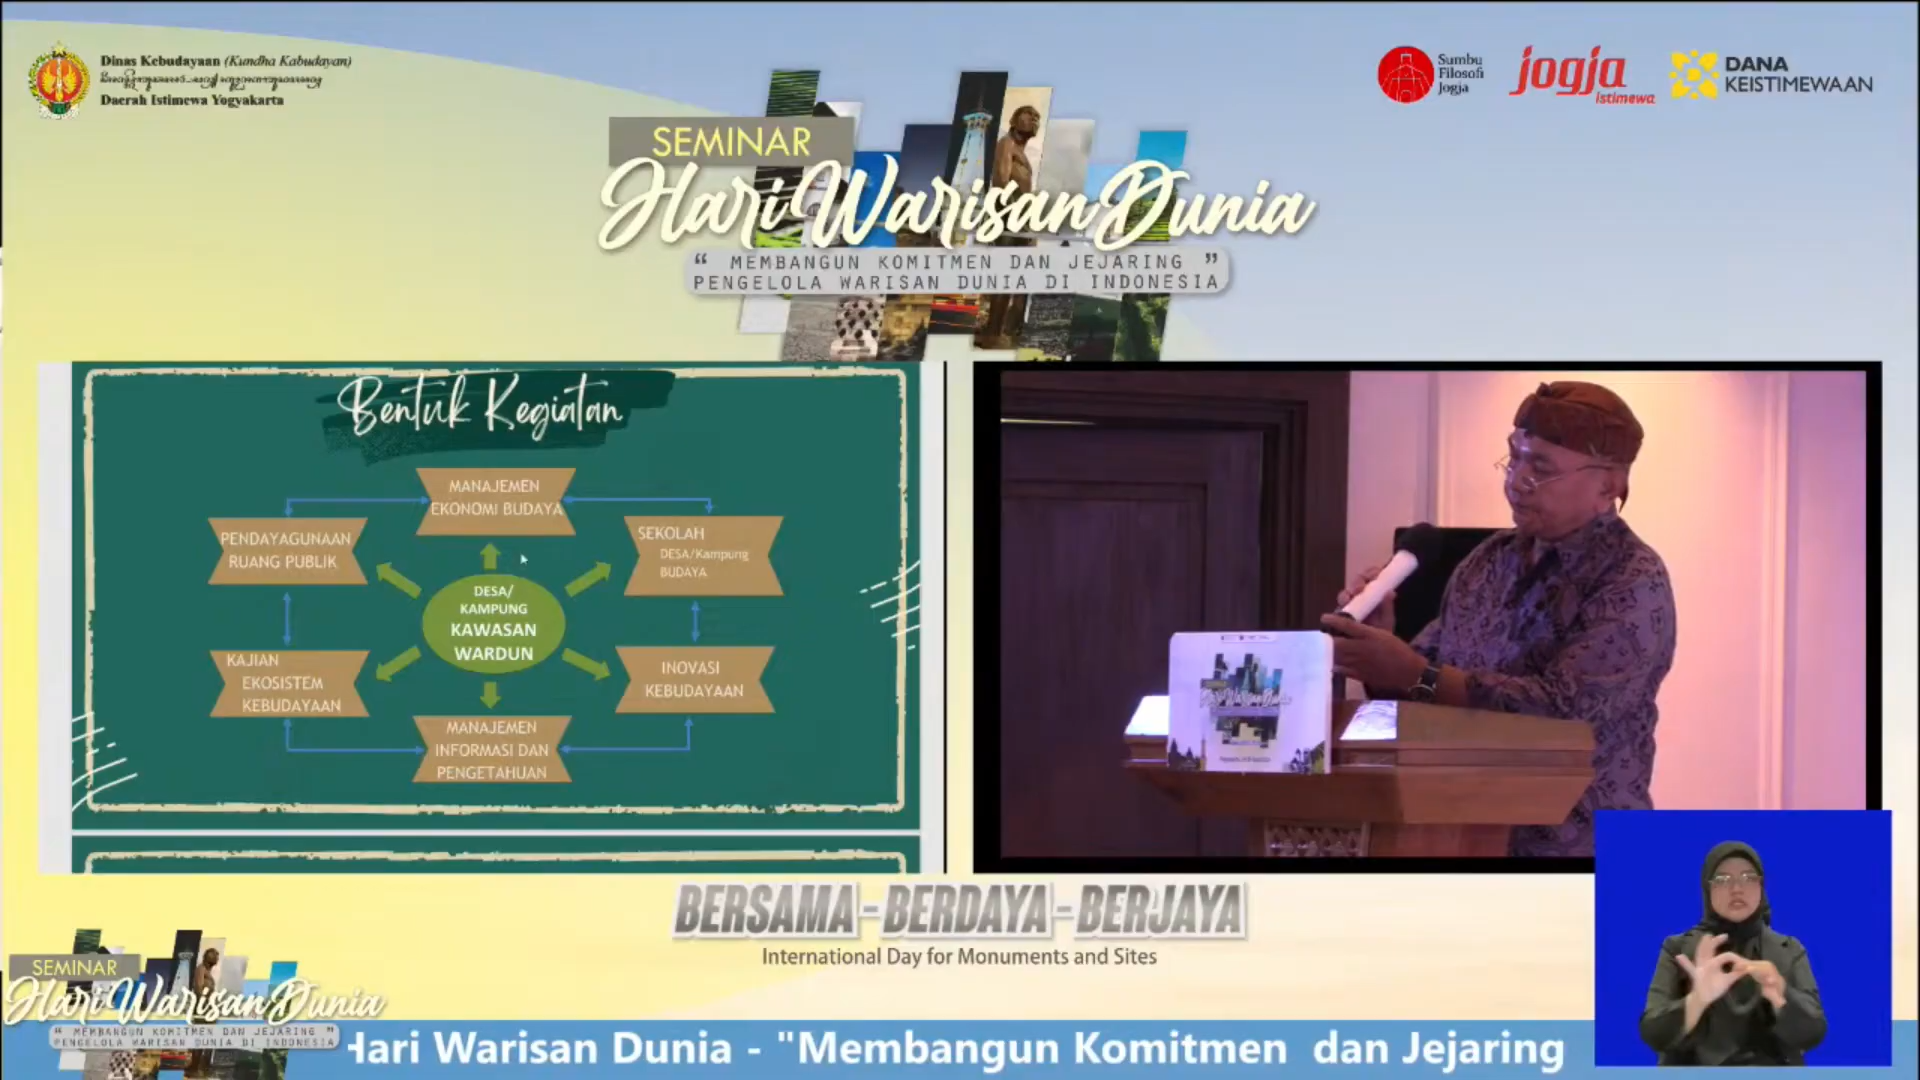 Dinas Kebudayaan (Kundha Kabudayan)
Daerah Istimewa Yogyakarta
Sumbu
Filosofi
Jogja
jogja
istimewa
DANA
KEISTIMEWAAN
SEMINAR
Hari Warisan Dunia
“ MEMBANGUN KOMITMEN DAN JEJARING ”
PENGELOLA WARISAN DUNIA DI INDONESIA
Bentuk Kegiatan
MANAJEMEN
EKONOMI BUDAYA
PENDAYAGUNAAN
RUANG PUBLIK
SEKOLAH
DESA/Kampung
BUDAYA
DESA/
KAMPUNG
KAWASAN
WARDUN
KAJIAN
EKOSISTEM
KEBUDAYAAN
INOVASI
KEBUDAYAAN
MANAJEMEN
INFORMASI DAN
PENGETAHUAN
SEMINAR
Hari Warisan Dunia
BERSAMA - BERDAYA - BERJAYA
International Day for Monuments and Sites
SEMINAR
Hari Warisan Dunia
“ MEMBANGUN KOMITMEN DAN JEJARING ”
PENGELOLA WARISAN DUNIA DI INDONESIA
Hari Warisan Dunia - "Membangun Komitmen dan Jejaring